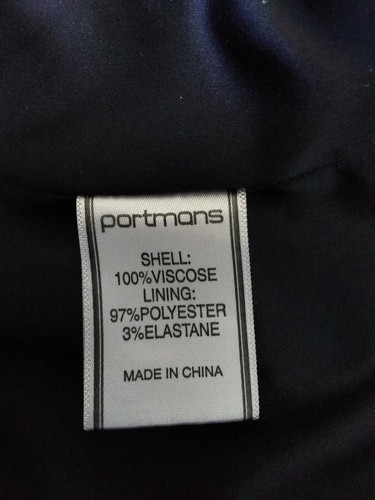 portmans
SHELL:
100%VISCOSE
LINING:
97%POLYESTER
3%ELASTANE
MADE IN CHINA